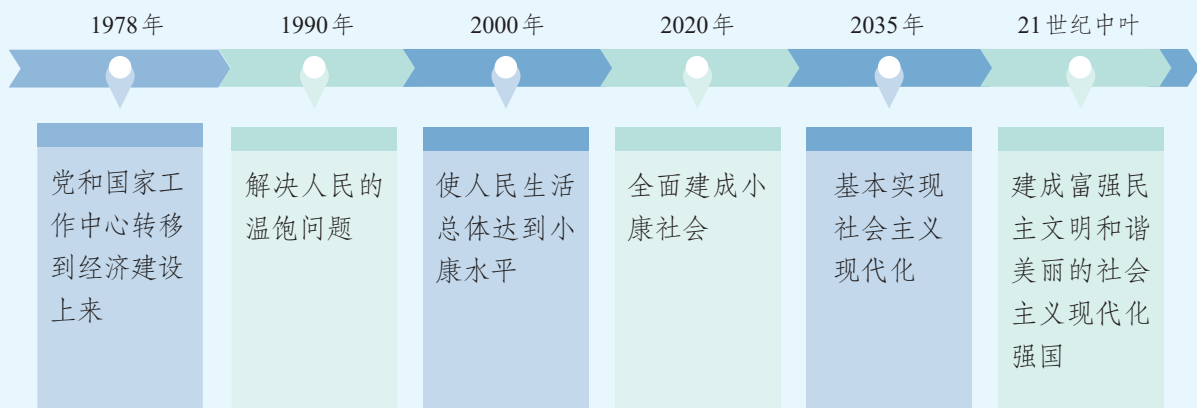 1978年
1990年
2000年
2020年
2035年
21世纪中叶
党和国家工
作中心转移
到经济建设
上来
解决人民的
温饱问题
使人民生活
总体达到小
康水平
全面建成小
康社会
基本实现
社会主义
现代化
建成富强民
主文明和谐
美丽的社会
主义现代化
强国